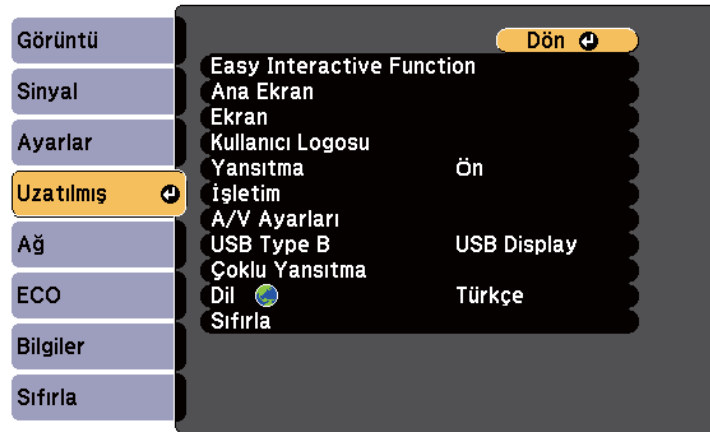 Görüntü
Sinyal
Ayarlar
Uzatılmış
Ağ
ECO
Bilgiler
Sıfırla
Dön
Easy Interactive Function
Ana Ekran
Ekran
Kullanıcı Logosu
Yansıtma Ön
İşletim
A/V Ayarları
USB Type B USB Display
Çoklu Yansıtma
Dil Türkçe
Sıfırla